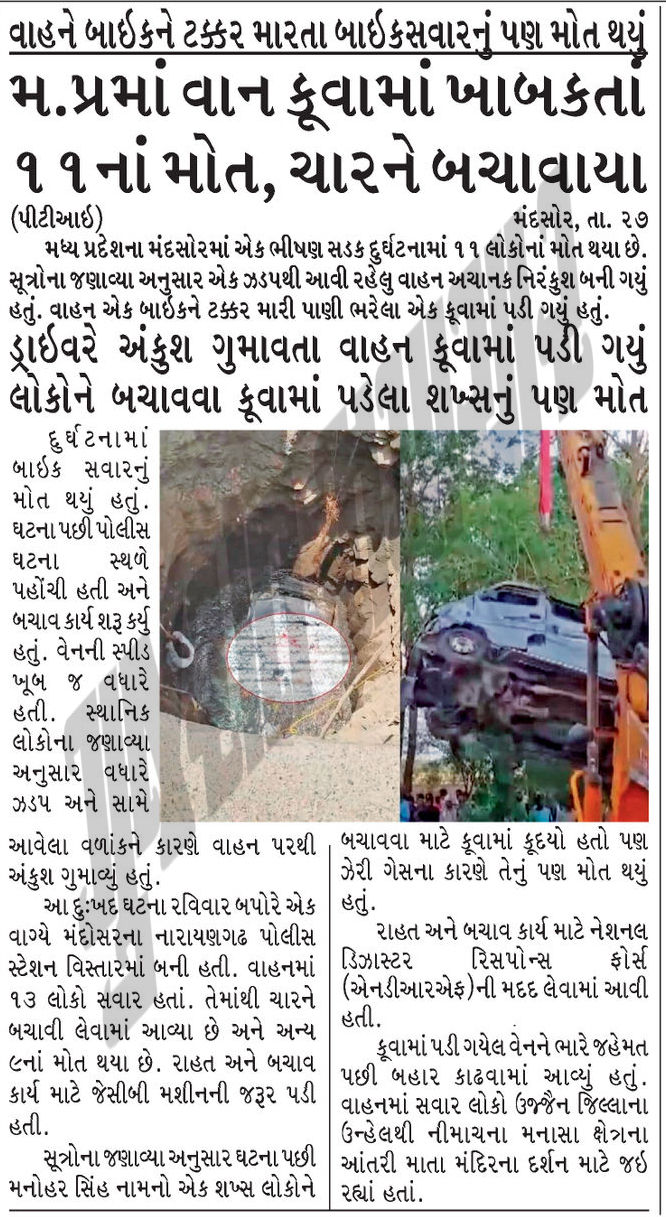 વાહને બાઇકને ટક્કર મારતા બાઇકસવારનું પણ મોત થયું
મ.પ્રમાં વાન કૂવામાં ખાબકતાં
૧૧નાં મોત, ચારને બચાવાયા
(પીટીઆઇ) મંદસોર, તા. ૨૭
મધ્ય પ્રદેશના મંદસોરમાં એક ભીષણ સડક દુર્ઘટનામાં ૧૧ લોકોનાં મોત થયા છે.
સૂત્રોના જણાવ્યા અનુસાર એક ઝડપથી આવી રહેલુ વાહન અચાનક નિરંકુશ બની ગયું
હતું. વાહન એક બાઇકને ટક્કર મારી પાણી ભરેલા એક કૂવામાં પડી ગયું હતું.
ડ્રાઇવરે અંકુશ ગુમાવતા વાહન કૂવામાં પડી ગયું
લોકોને બચાવવા કૂવામાં પડેલા શખ્સનું પણ મોત
દુર્ઘટનામાં
બાઇક સવારનું
મોત થયું હતું.
ઘટના પછી પોલીસ
ઘટના સ્થળે
પહોંચી હતી અને
બચાવ કાર્ય શરૂ કર્યુ
હતું. વેનની સ્પીડ
ખૂબ જ વધારે
હતી. સ્થાનિક
લોકોના જણાવ્યા
અનુસાર વધારે
ઝડપ અને સામે
આવેલા વળાંકને કારણે વાહન પરથી
અંકુશ ગુમાવ્યું હતું.
આ દુઃખદ ઘટના રવિવાર બપોરે એક
વાગ્યે મંદોસરના નારાયણગઢ પોલીસ
સ્ટેશન વિસ્તારમાં બની હતી. વાહનમાં
૧૩ લોકો સવાર હતાં. તેમાંથી ચારને
બચાવી લેવામાં આવ્યા છે અને અન્ય
૯નાં મોત થયા છે. રાહત અને બચાવ
કાર્ય માટે જેસીબી મશીનની જરૂર પડી
હતી.
સૂત્રોના જણાવ્યા અનુસાર ઘટના પછી
મનોહર સિંહ નામનો એક શખ્સ લોકોને
બચાવવા માટે કૂવામાં કૂદયો હતો પણ
ઝેરી ગેસના કારણે તેનું પણ મોત થયું
હતું.
રાહત અને બચાવ કાર્ય માટે નેશનલ
ડિઝાસ્ટર રિસપોન્સ ફોર્સ
(એનડીઆરએફ)ની મદદ લેવામાં આવી
હતી.
કૂવામાં પડી ગયેલ વેનને ભારે જહેમત
પછી બહાર કાઢવામાં આવ્યું હતું.
વાહનમાં સવાર લોકો ઉજ્જૈન જિલ્લાના
ઉન્હેલથી નીમાચના મનાસા ક્ષેત્રના
આંતરી માતા મંદિરના દર્શન માટે જઇ
રહ્યાં હતાં.